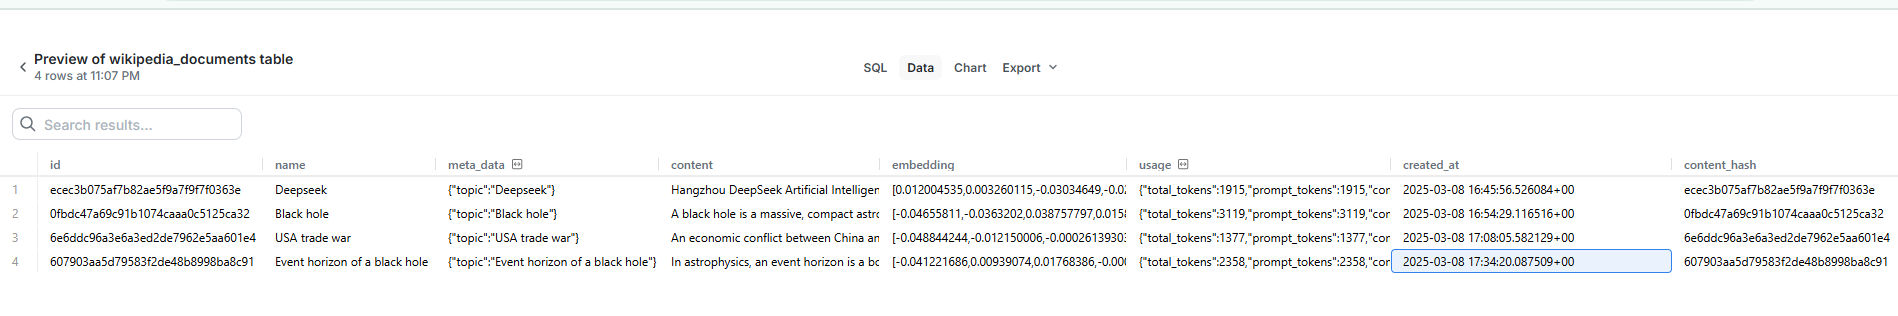 Preview of wikipedia_documents table
4 rows at 11:07 PM
SQL Data Chart Export
Search results...
id name meta_data content embedding usage created_at content_hash
1 ecec3b075af7b82ae5f9a7f9f7f0363e Deepseek {"topic":"Deepseek"} Hangzhou DeepSeek Artificial Intelligen [0.012004535,0.003260115,-0.03034649,-0.02 {"total_tokens":1915,"prompt_tokens":1915,"cor 2025-03-08 16:45:56.526084+00 ecec3b075af7b82ae5f9a7f9f7f0363e
2 0fbdc47a69c91b1074caaa0c5125ca32 Black hole {"topic":"Black hole"} A black hole is a massive, compact astro [-0.04655811,-0.0363202,0.038757797,0.0158 {"total_tokens":3119,"prompt_tokens":3119,"cor 2025-03-08 16:54:29.116516+00 0fbdc47a69c91b1074caaa0c5125ca32
3 6e6ddc96a3e6a3ed2de7962e5aa601e4 USA trade war {"topic":"USA trade war"} An economic conflict between China an [-0.048844244,-0.012150006,-0.0002613930 {"total_tokens":1377,"prompt_tokens":1377,"cor 2025-03-08 17:08:05.582129+00 6e6ddc96a3e6a3ed2de7962e5aa601e4
4 607903aa5d79583f2de48b8998ba8c91 Event horizon of a black hole {"topic":"Event horizon of a black hole"} In astrophysics, an event horizon is a bo [-0.041221686,0.00939074,0.01768386,-0.000 {"total_tokens":2358,"prompt_tokens":2358,"cor 2025-03-08 17:34:20.087509+00 607903aa5d79583f2de48b8998ba8c91